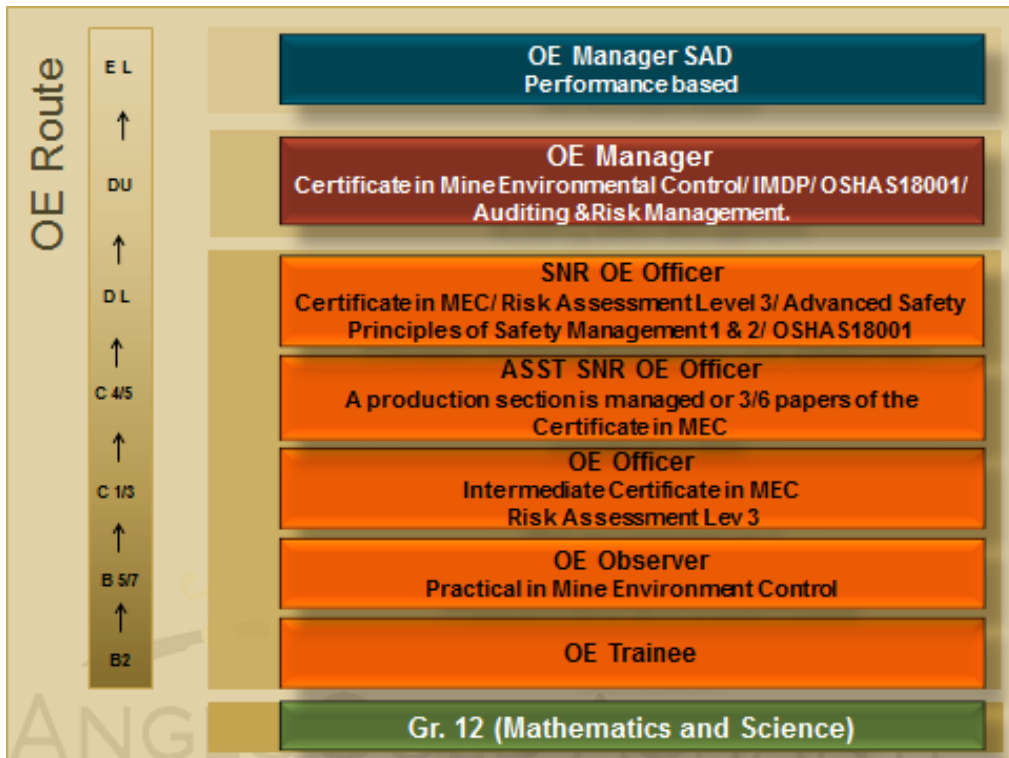 OE Route
E L
DU
D L
C 4/5
C 1/3
B 5/7
B2
OE Manager SAD
Performance based
OE Manager
Certificate in Mine Environmental Control/ IMDP/ OSHAS18001/
Auditing &Risk Management.
SNR OE Officer
Certificate in MEC/ Risk Assessment Level 3/ Advanced Safety
Principles of Safety Management 1 & 2/ OSHAS18001
ASST SNR OE Officer
A production section is managed or 3/6 papers of the
Certificate in MEC
OE Officer
Intermediate Certificate in MEC
Risk Assessment Lev 3
OE Observer
Practical in Mine Environment Control
OE Trainee
Gr. 12 (Mathematics and Science)